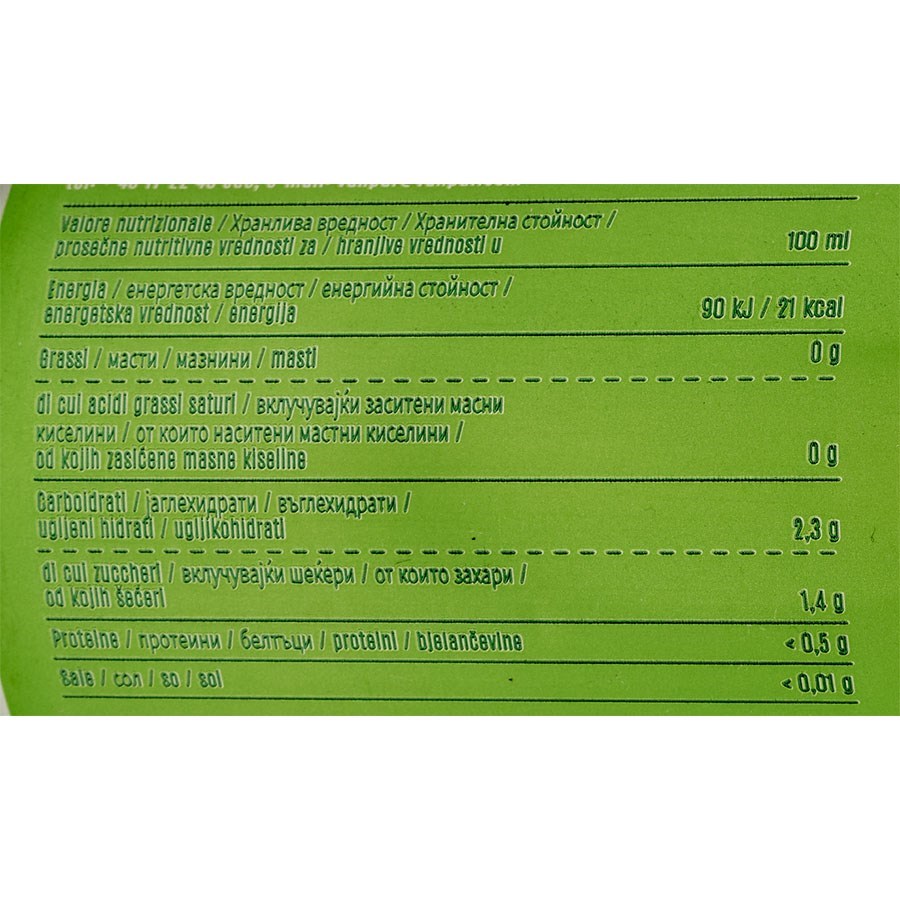 Valore nutrizionale / Хранлива вредност / Хранителна стойност /
prosečne nutritivne vrednosti za / hranjive vrednosti u
100 ml
Energia / енергетска вредност / енергийна стойност /
energetska vrednost / energija
90 kJ / 21 kcal
Grassi / масти / мазнини / masti
0 g
di cui acidi grassi saturi / вклучувајќи заситени масни
киселини / от които наситени мастни киселини /
od kojih zasićene masne kiseline
0 g
Carboidrati / јаглехидрати / въглехидрати /
ugljeni hidrati / ugljikohidrati
2,3 g
di cui zuccheri / вклучувајќи шеќери / от които захари /
od kojih šećeri
1,4 g
Proteine / протеини / белтъци / proteini / bjelančevine
< 0,5 g
Sale / сол / so / sol
< 0,01 g